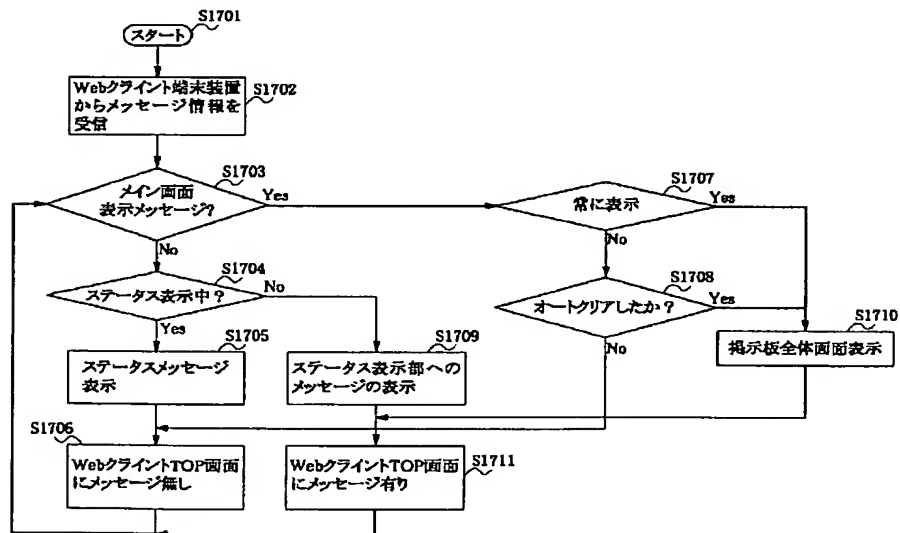 S1701
スタート
Webクライント端末装置
からメッセージ情報を
受信
S1702
S1703
メイン画面
表示メッセージ?
Yes
No
S1707
常に表示
Yes
No
S1704
ステータス表示中?
No
Yes
S1708
オートクリアしたか?
Yes
No
S1705
ステータスメッセージ
表示
S1709
ステータス表示部への
メッセージの表示
S1710
掲示板全体画面表示
S1706
WebクライントTOP画面
にメッセージ無し
WebクライントTOP画面
にメッセージ有り
S1711